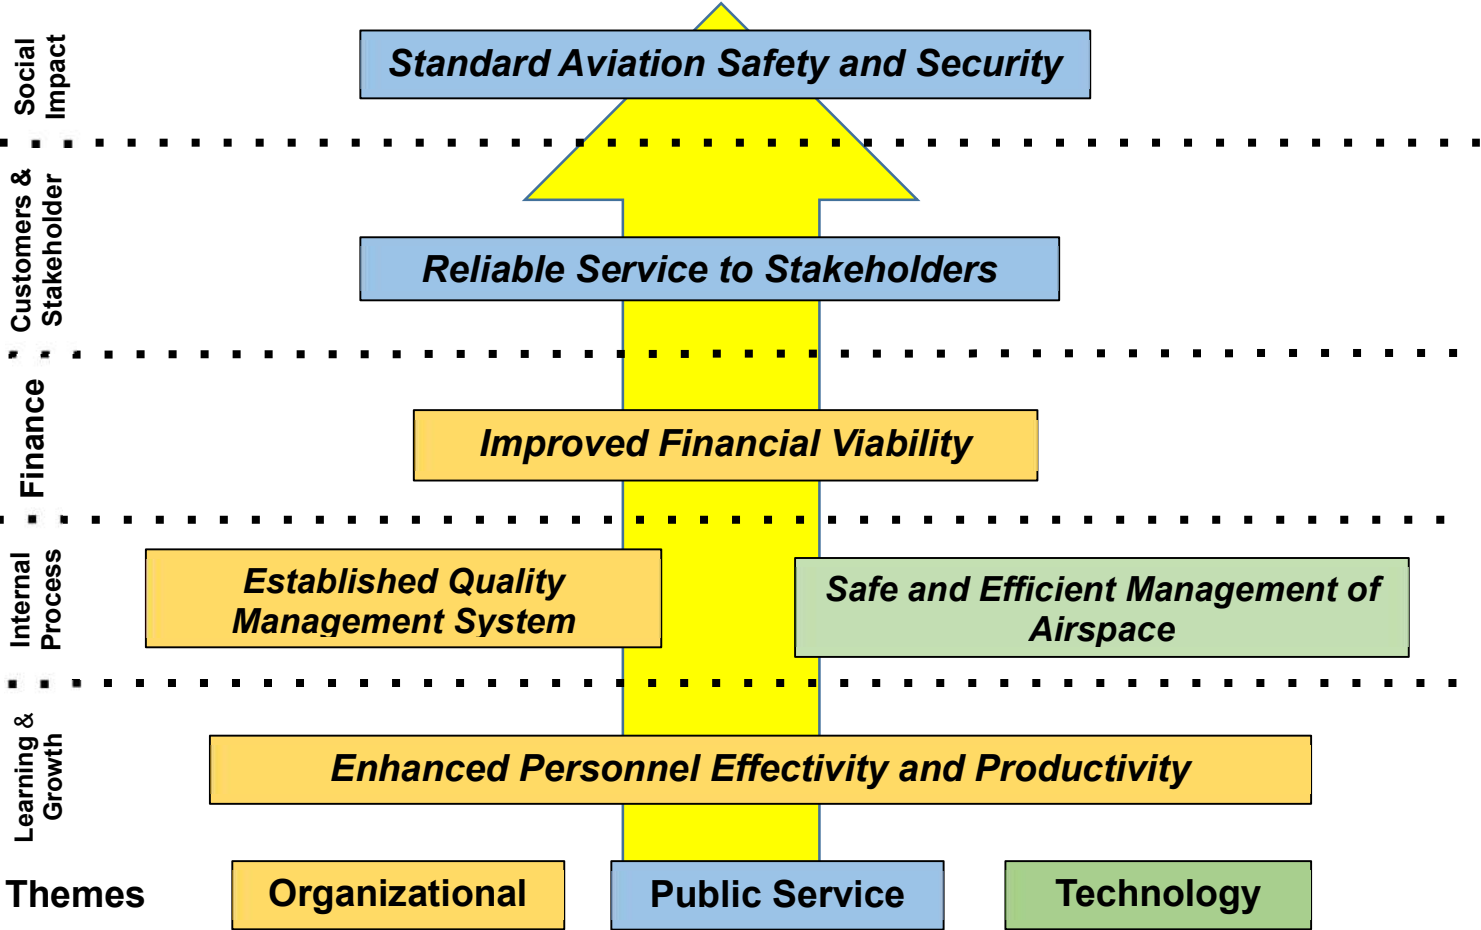 Social
Impact
Standard Aviation Safety and Security
Customers &
Stakeholder
Reliable Service to Stakeholders
Finance
Improved Financial Viability
Internal
Process
Established Quality
Management System
Safe and Efficient Management of
Airspace
Learning &
Growth
Enhanced Personnel Effectivity and Productivity
Themes
Organizational
Public Service
Technology